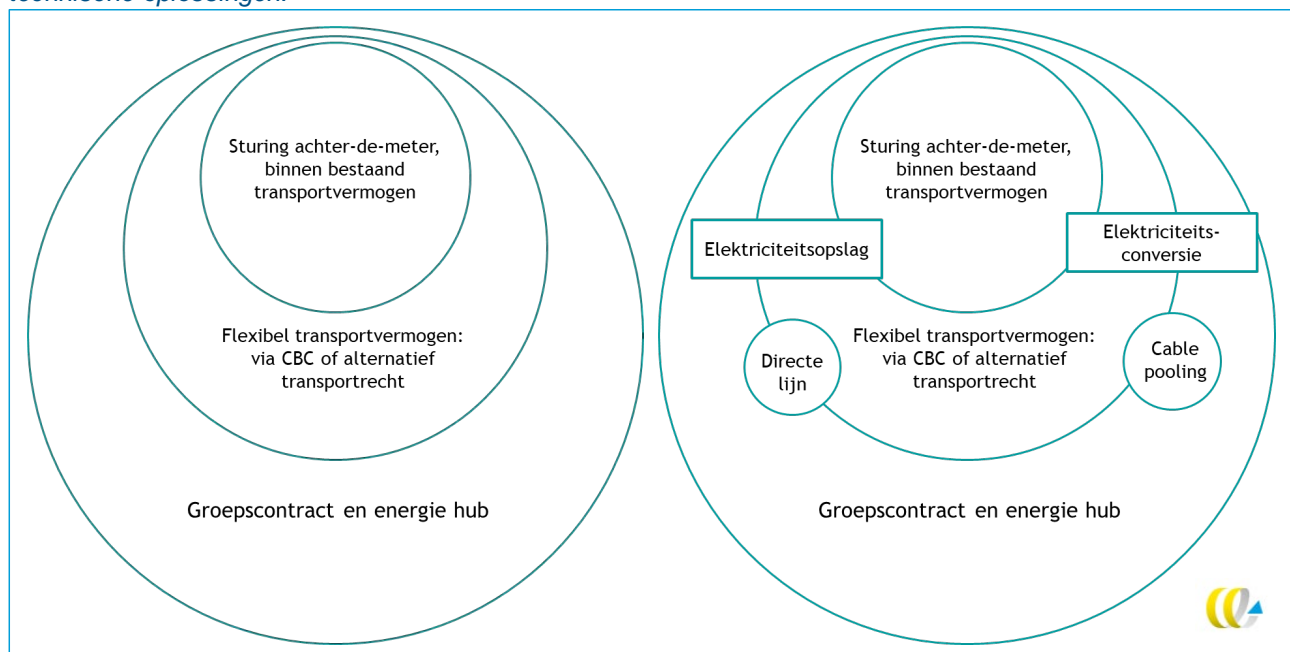 technische oplossingen.
Sturing achter-de-meter,
binnen bestaand
transportvermogen
Flexibel transportvermogen:
via CBC of alternatief
transportrecht
Groepscontract en energie hub
Sturing achter-de-meter,
binnen bestaand
transportvermogen
Elektriciteitsopslag
Elektriciteits-
conversie
Flexibel transportvermogen:
via CBC of alternatief
transportrecht
Directe
lijn
Cable
pooling
Groepscontract en energie hub